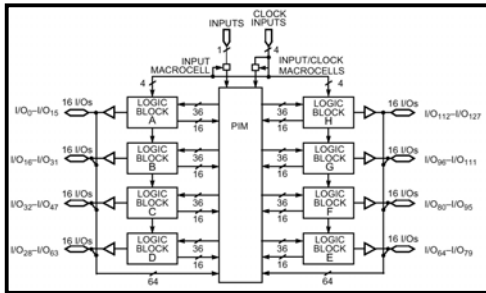 INPUTS
CLOCK
INPUTS
1
4
INPUT
MACROCELL
INPUT/CLOCK
MACROCELLS
4
4
16 I/Os
I/O0–I/O15
LOGIC
BLOCK
A
36
16
PIM
36
16
LOGIC
BLOCK
H
16 I/Os
I/O112–I/O127
16 I/Os
I/O16–I/O31
LOGIC
BLOCK
B
36
16
36
16
LOGIC
BLOCK
G
16 I/Os
I/O96–I/O111
16 I/Os
I/O32–I/O47
LOGIC
BLOCK
C
36
16
36
16
LOGIC
BLOCK
F
16 I/Os
I/O80–I/O95
16 I/Os
I/O28–I/O63
LOGIC
BLOCK
D
36
16
36
16
LOGIC
BLOCK
E
16 I/Os
I/O64–I/O79
64
64